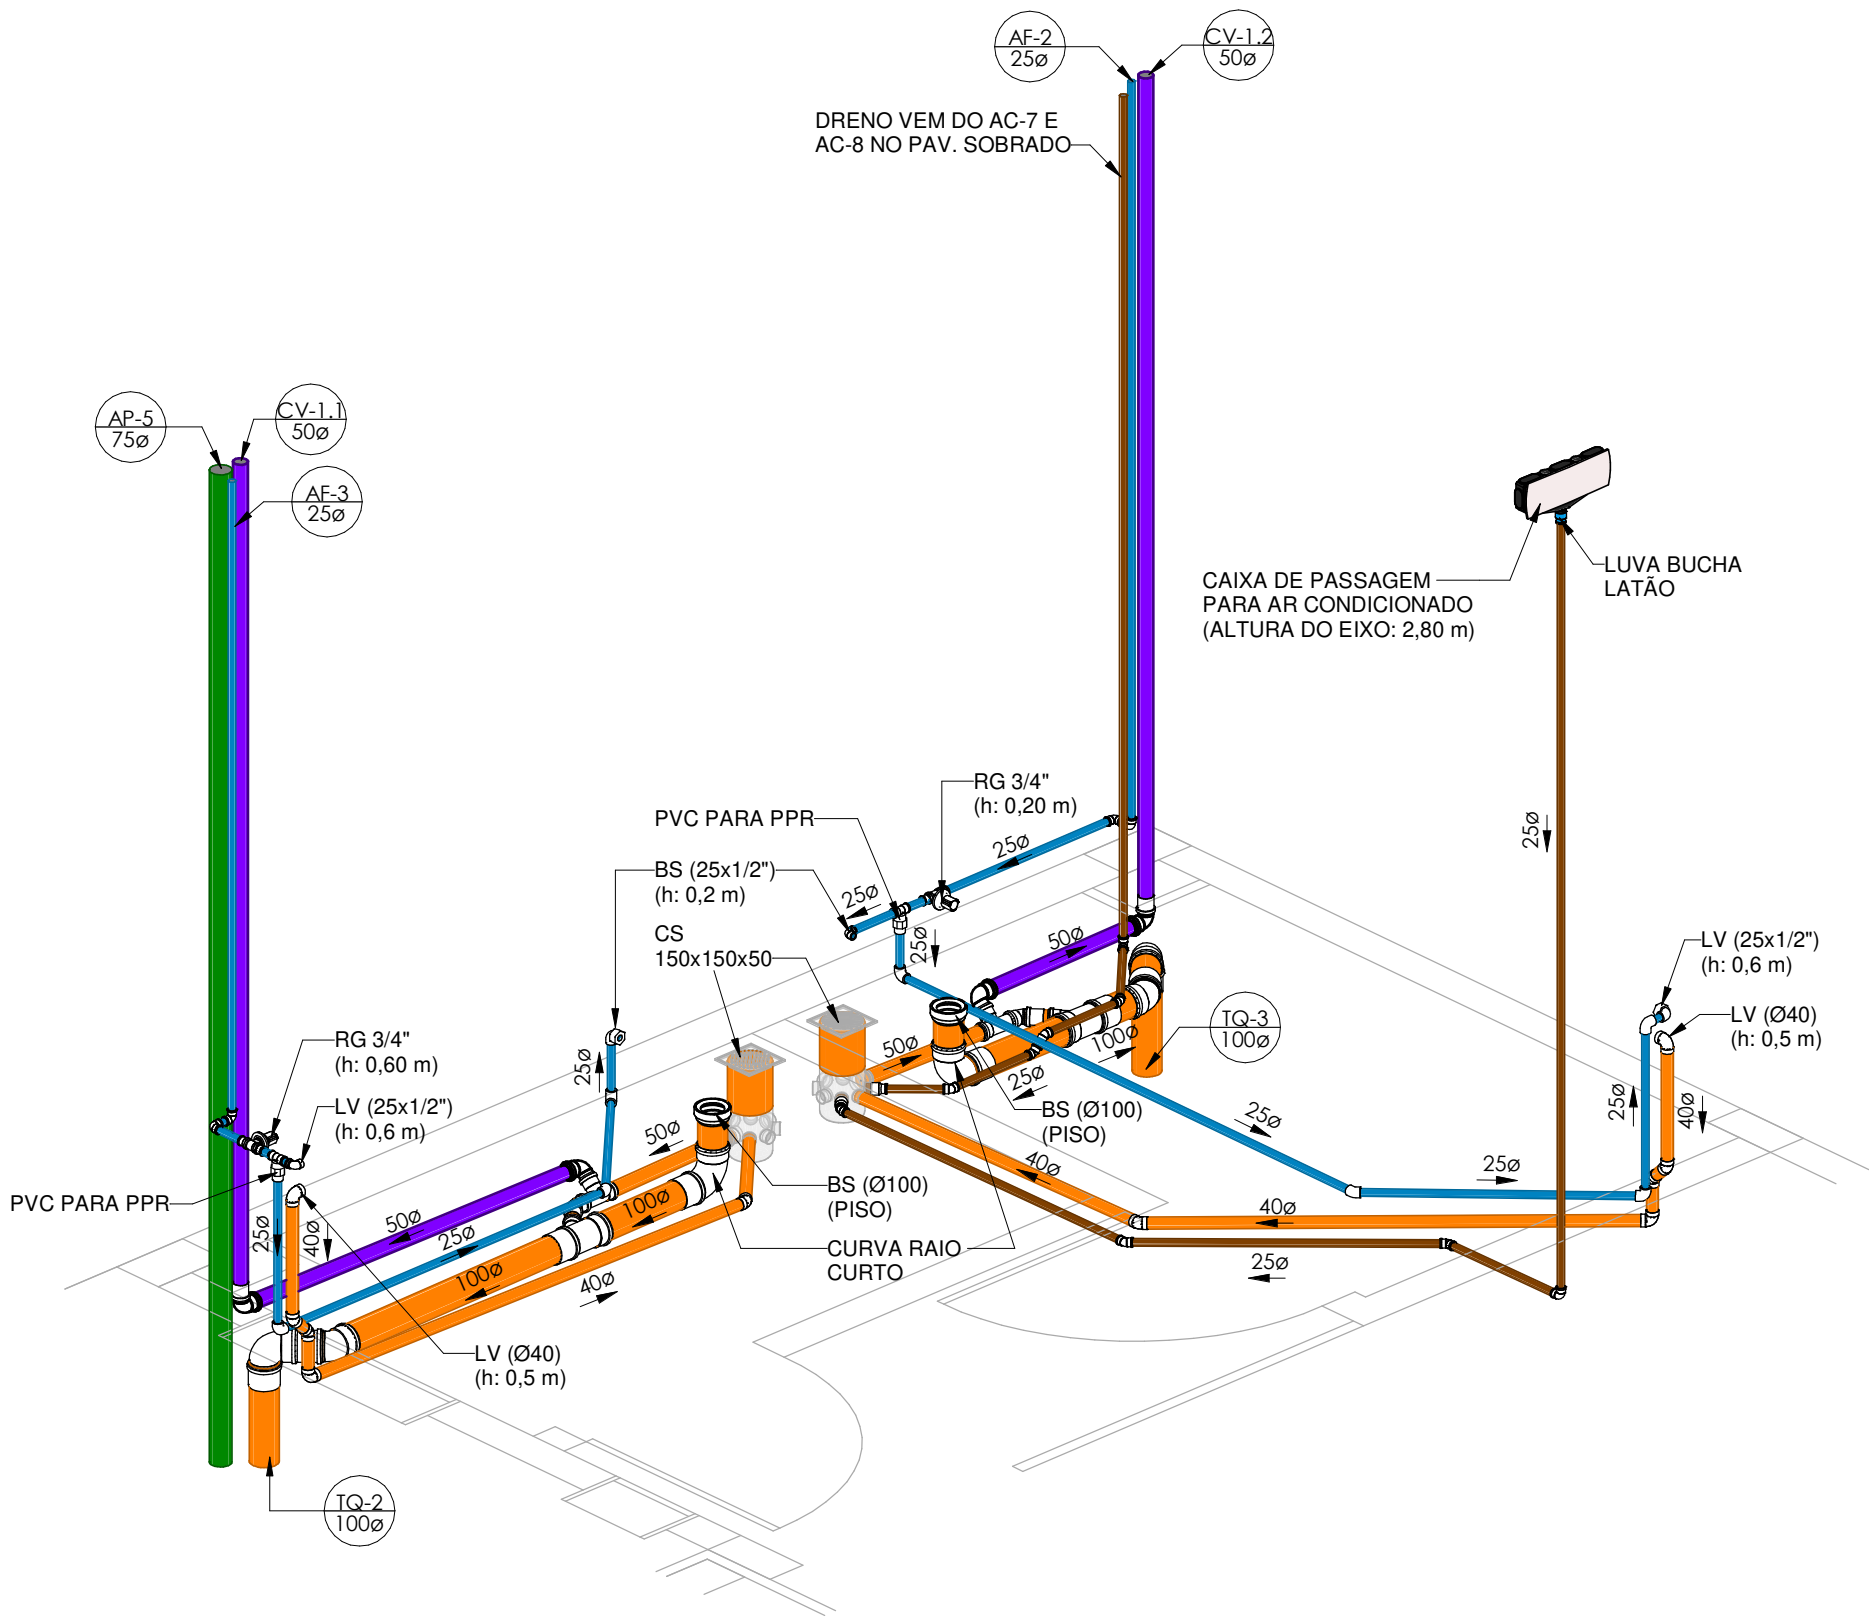 AF-2
25ø
CV-1.2
50ø
DRENO VEM DO AC-7 E
AC-8 NO PAV. SOBRADO
AP-5
75ø
CV-1.1
50ø
AF-3
25ø
CAIXA DE PASSAGEM
PARA AR CONDICIONADO
(ALTURA DO EIXO: 2,80 m)
LUVA BUCHA
LATÃO
RG 3/4"
(h: 0,20 m)
PVC PARA PPR
25ø
25ø
BS (25x1/2")
(h: 0,2 m)
25ø
CS
150x150x50
25ø
50ø
LV (25x1/2")
(h: 0,6 m)
LV (Ø40)
(h: 0,5 m)
TQ-3
100ø
100ø
50ø
25ø
RG 3/4"
(h: 0,60 m)
25ø
LV (25x1/2")
(h: 0,6 m)
BS (Ø100)
(PISO)
25ø
25ø
40ø
50ø
40ø
25ø
PVC PARA PPR
BS (Ø100)
(PISO)
100ø
40ø
50ø
25ø
25ø
40ø
CURVA RAIO
CURTO
100ø
40ø
25ø
LV (Ø40)
(h: 0,5 m)
TQ-2
100ø